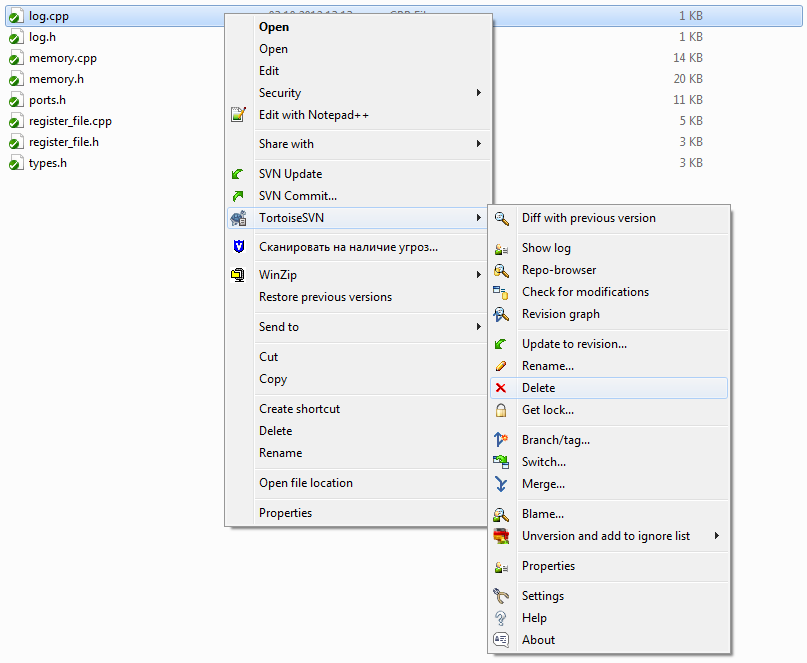 log.cpp 1 KB
log.h 1 KB
memory.cpp 14 KB
memory.h 20 KB
ports.h 11 KB
register_file.cpp 5 KB
register_file.h 3 KB
types.h 3 KB
Open
Open
Edit
Security
Edit with Notepad++
Share with
SVN Update
SVN Commit...
TortoiseSVN
Сканировать на наличие угроз...
WinZip
Restore previous versions
Send to
Cut
Copy
Create shortcut
Delete
Rename
Open file location
Properties
Diff with previous version
Show log
Repo-browser
Check for modifications
Revision graph
Update to revision...
Rename...
Delete
Get lock...
Branch/tag...
Switch...
Merge...
Blame...
Unversion and add to ignore list
Properties
Settings
Help
About